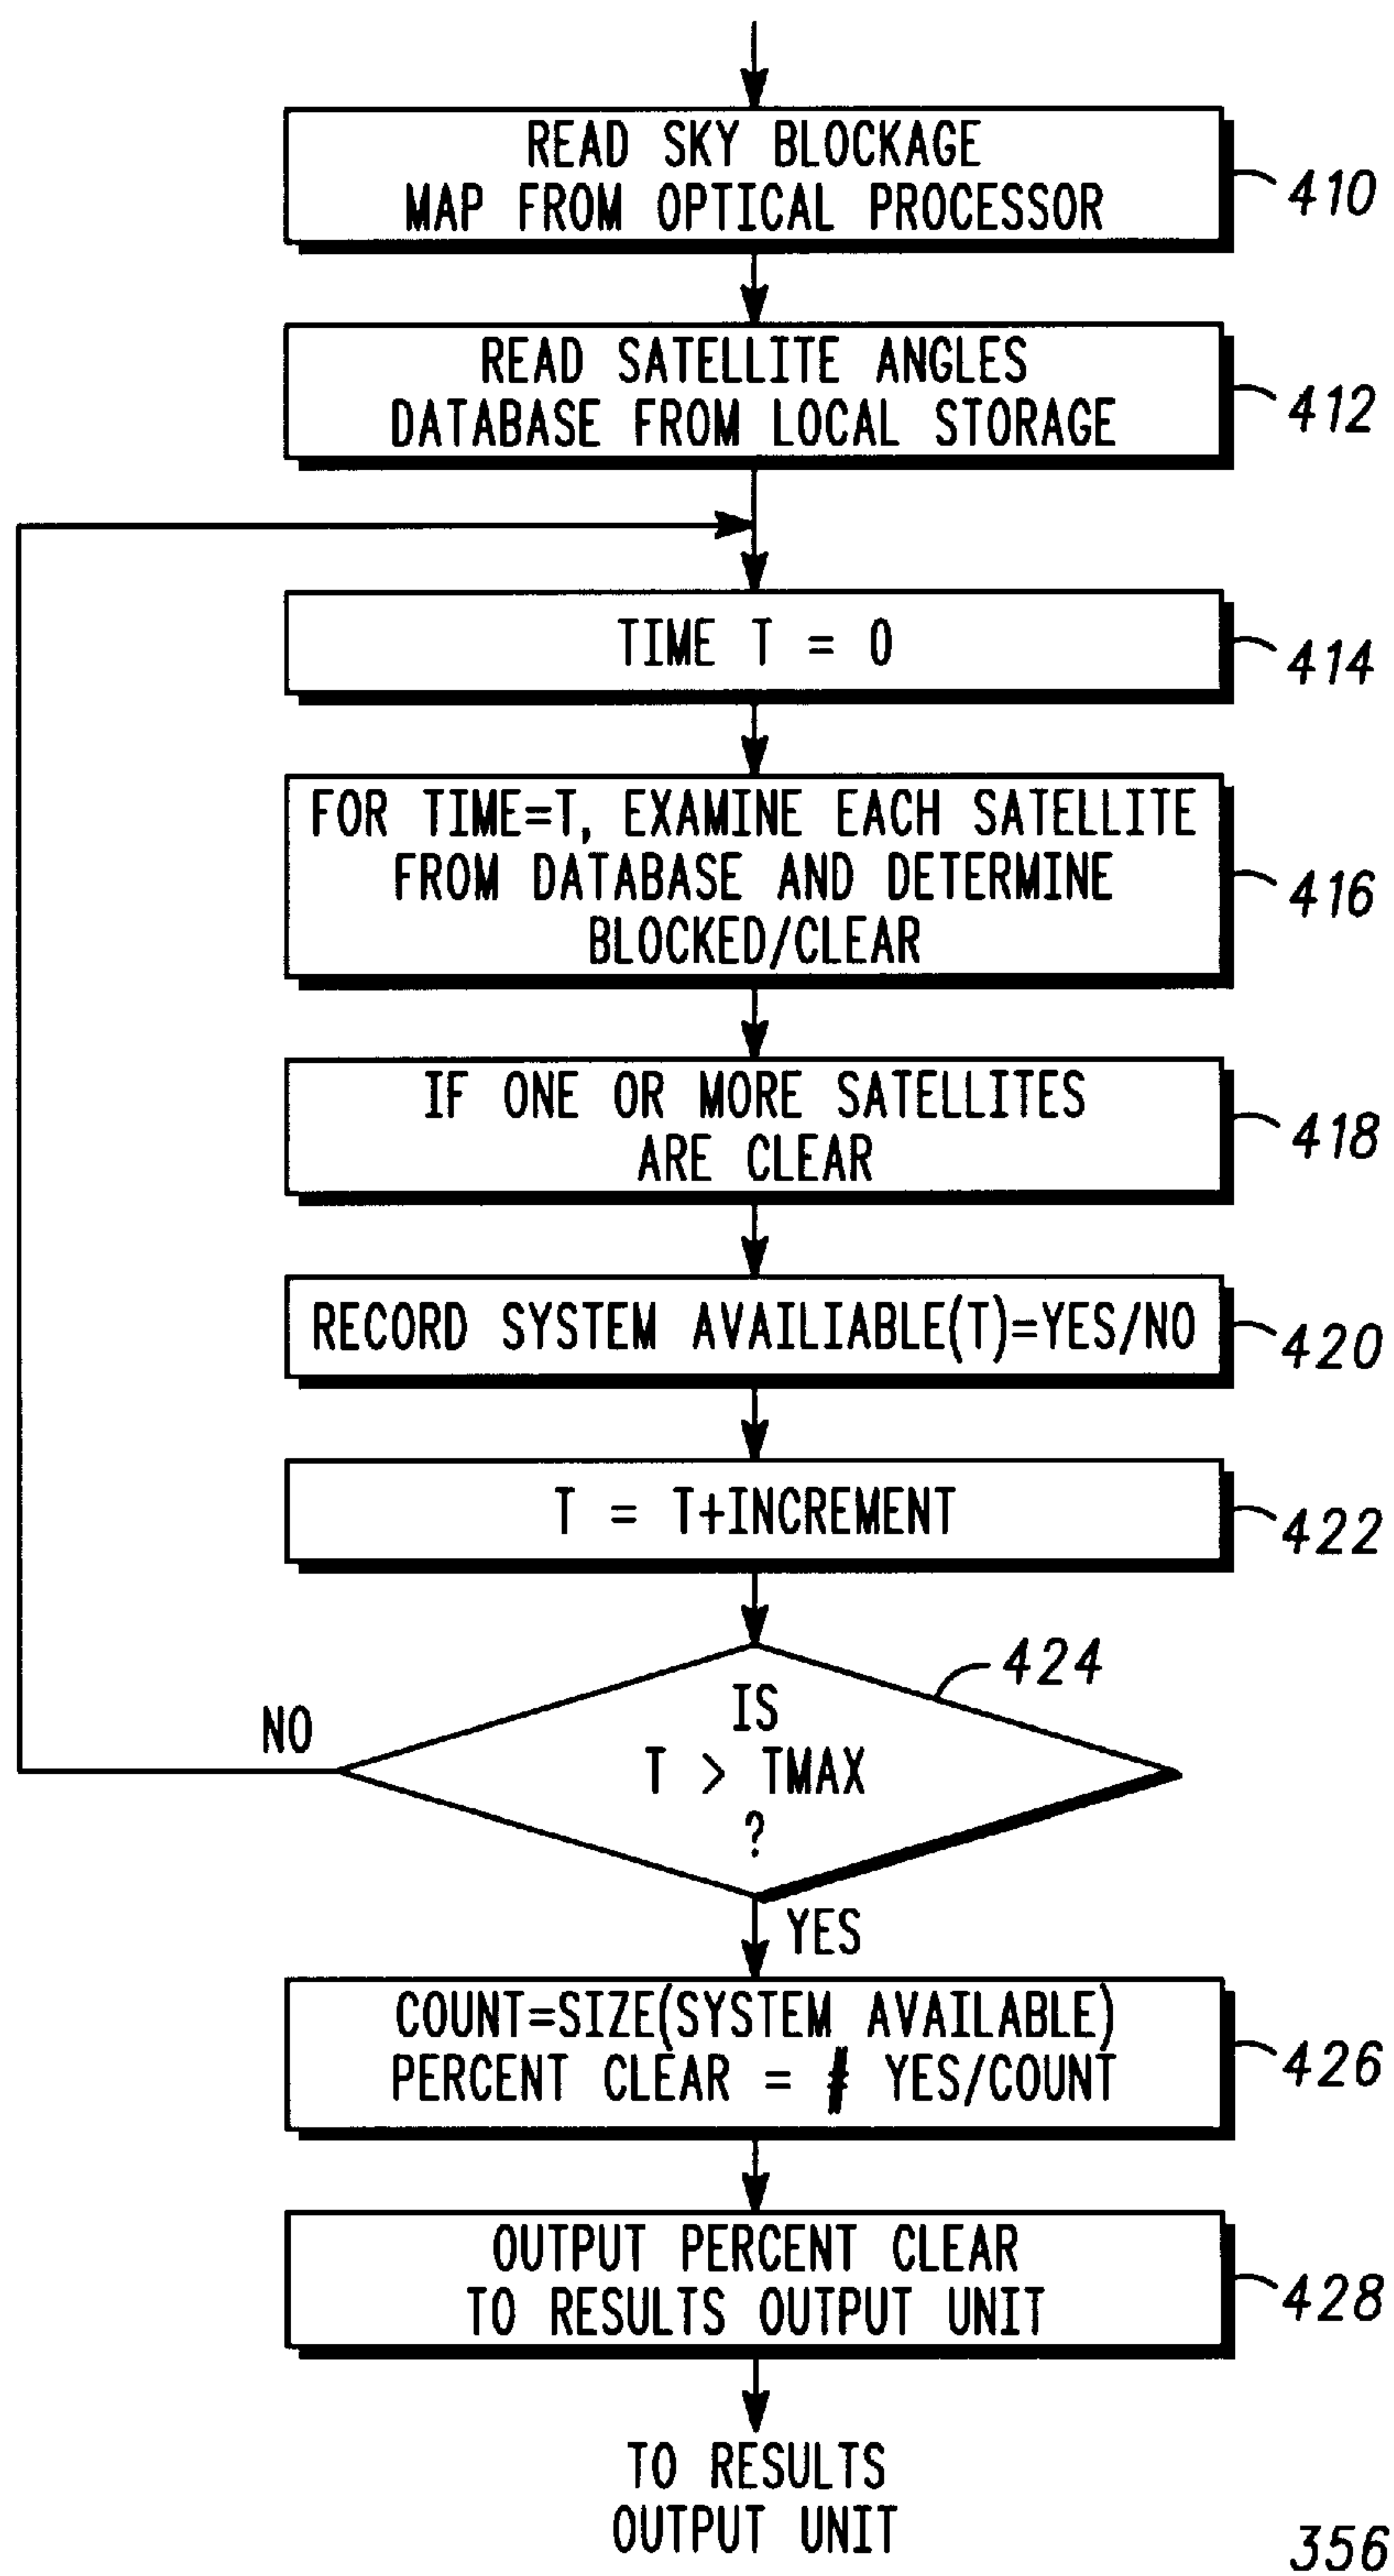 READ SKY BLOCKAGE
MAP FROM OPTICAL PROCESSOR
410
READ SATELLITE ANGLES
DATABASE FROM LOCAL STORAGE
412
TIME T = 0
414
FOR TIME=T, EXAMINE EACH SATELLITE
FROM DATABASE AND DETERMINE
BLOCKED/CLEAR
416
IF ONE OR MORE SATELLITES
ARE CLEAR
418
RECORD SYSTEM AVAILIABLE(T)=YES/NO
420
T = T+INCREMENT
422
424
IS
T > TMAX
?
NO
YES
COUNT=SIZE(SYSTEM AVAILABLE)
PERCENT CLEAR = # YES/COUNT
426
OUTPUT PERCENT CLEAR
TO RESULTS OUTPUT UNIT
428
TO RESULTS
OUTPUT UNIT
356